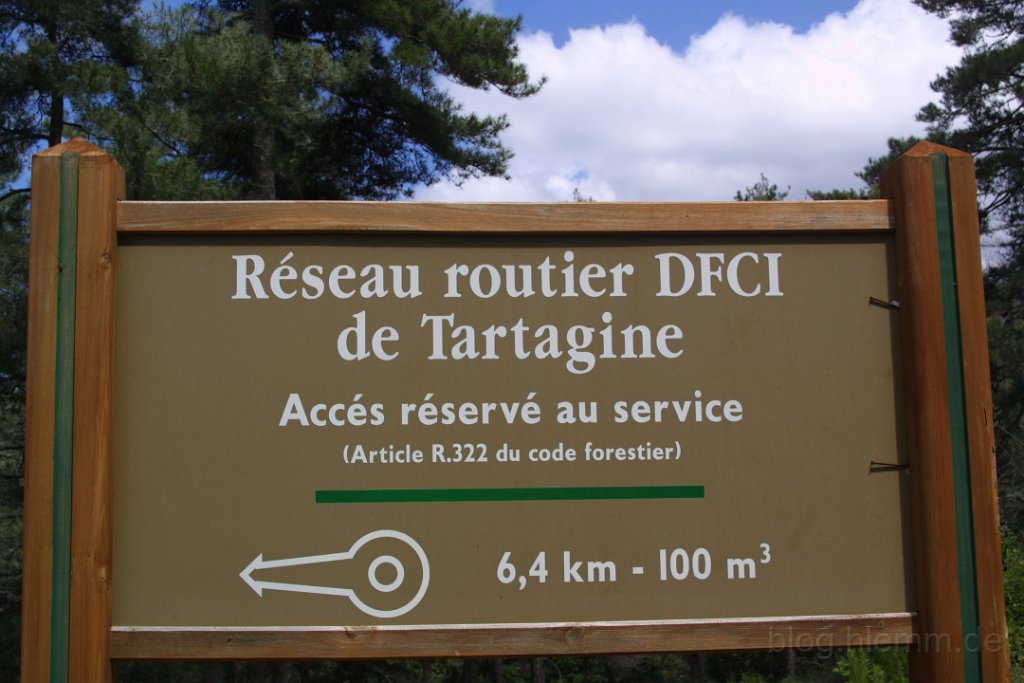 Réseau routier DFCI
de Tartagine
Accés réservé au service
(Article R.322 du code forestier)
6,4 km - 100 m³
blog.hlemm.de